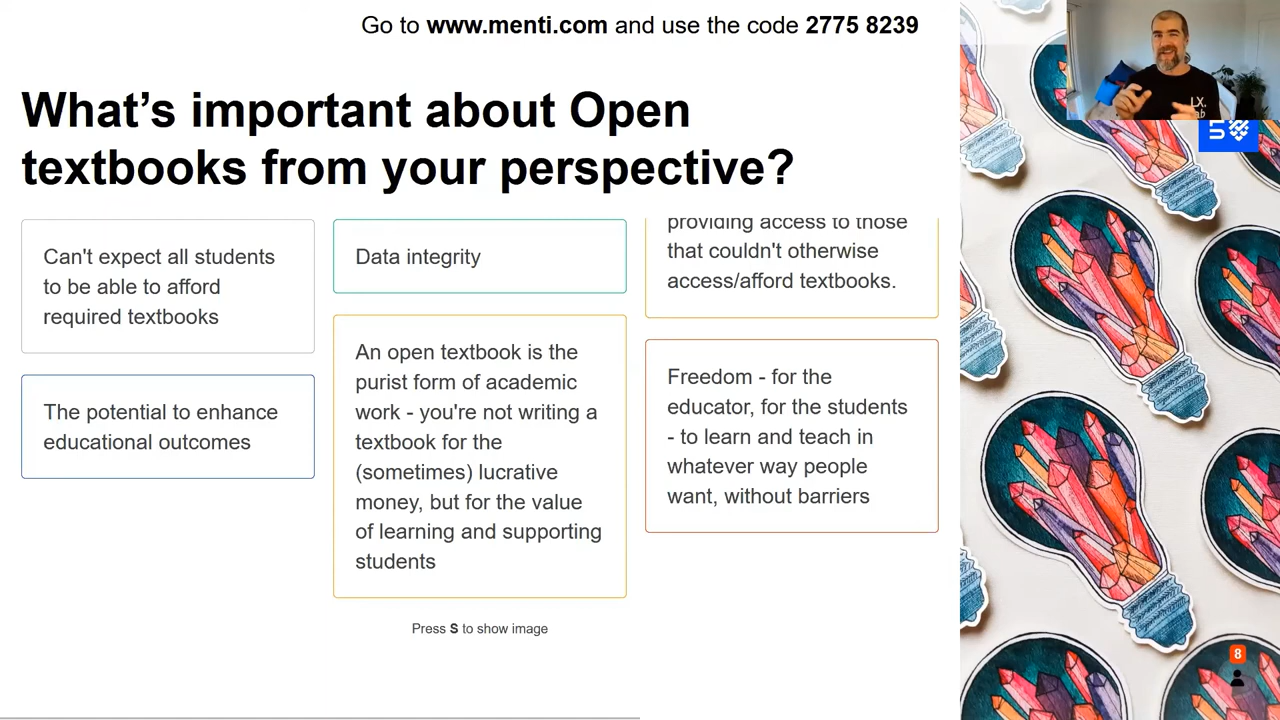 Go to www.menti.com and use the code 2775 8239
What's important about Open
textbooks from your perspective?
Can't expect all students
to be able to afford
required textbooks
The potential to enhance
educational outcomes
Data integrity
An open textbook is the
purist form of academic
work - you're not writing a
textbook for the
(sometimes) lucrative
money, but for the value
of learning and supporting
students
providing access to those
that couldn't otherwise
access/afford textbooks.
Freedom - for the
educator, for the students
- to learn and teach in
whatever way people
want, without barriers
Press S to show image
LX.
ab
8